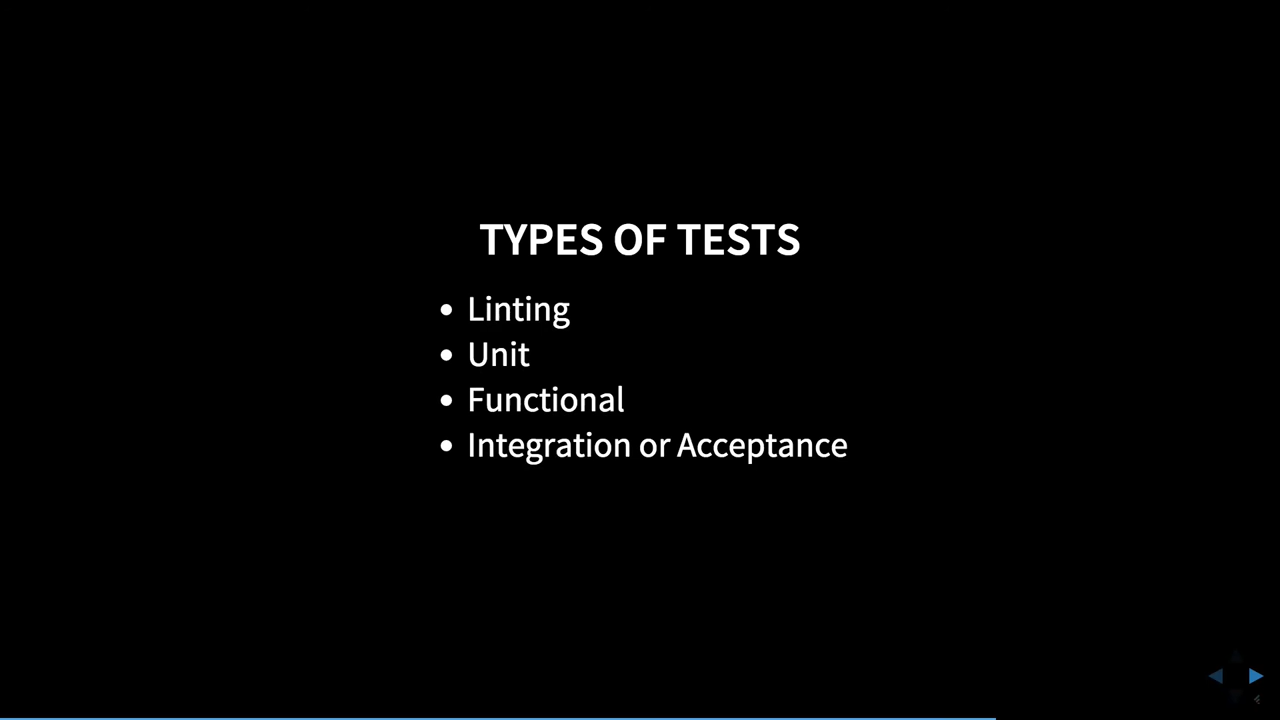 TYPES OF TESTS
• Linting
• Unit
• Functional
• Integration or Acceptance